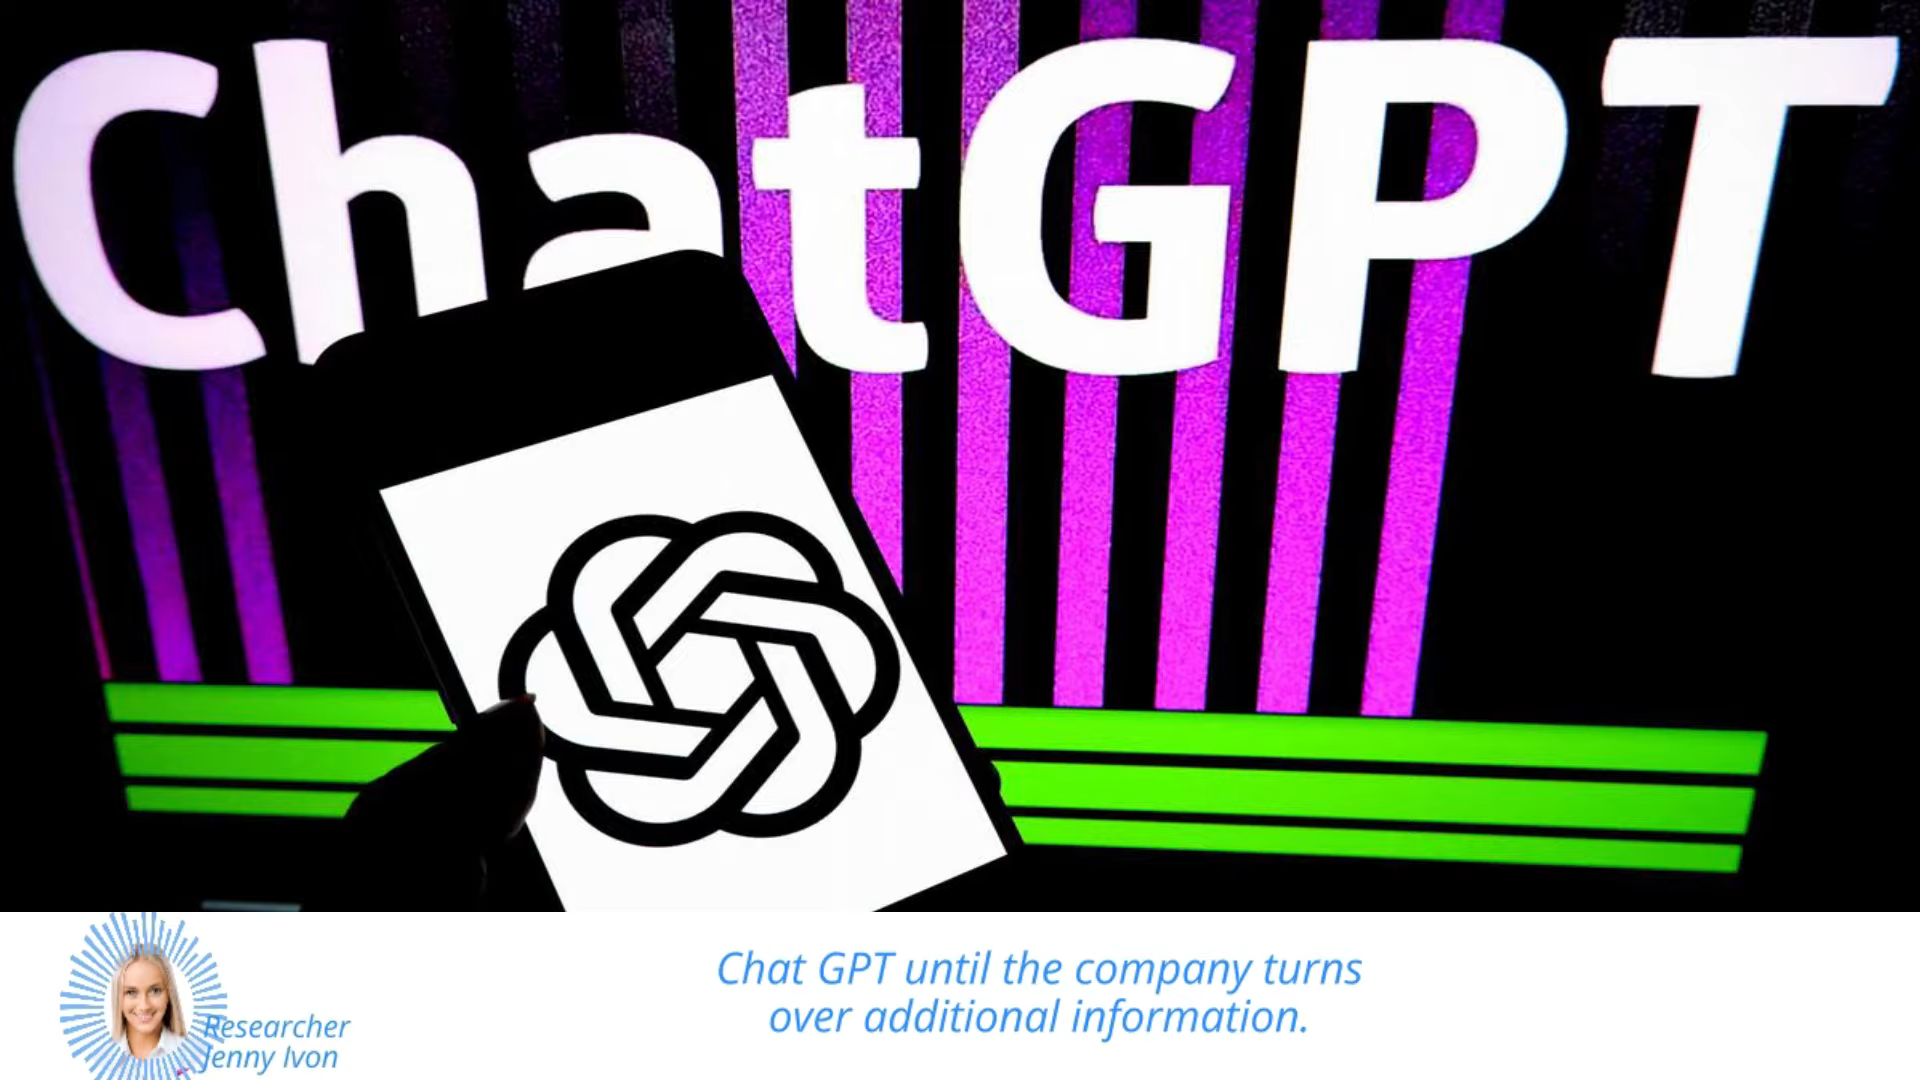 ChatGPT
Chat GPT until the company turns
over additional information.
Researcher
Jenny Ivon